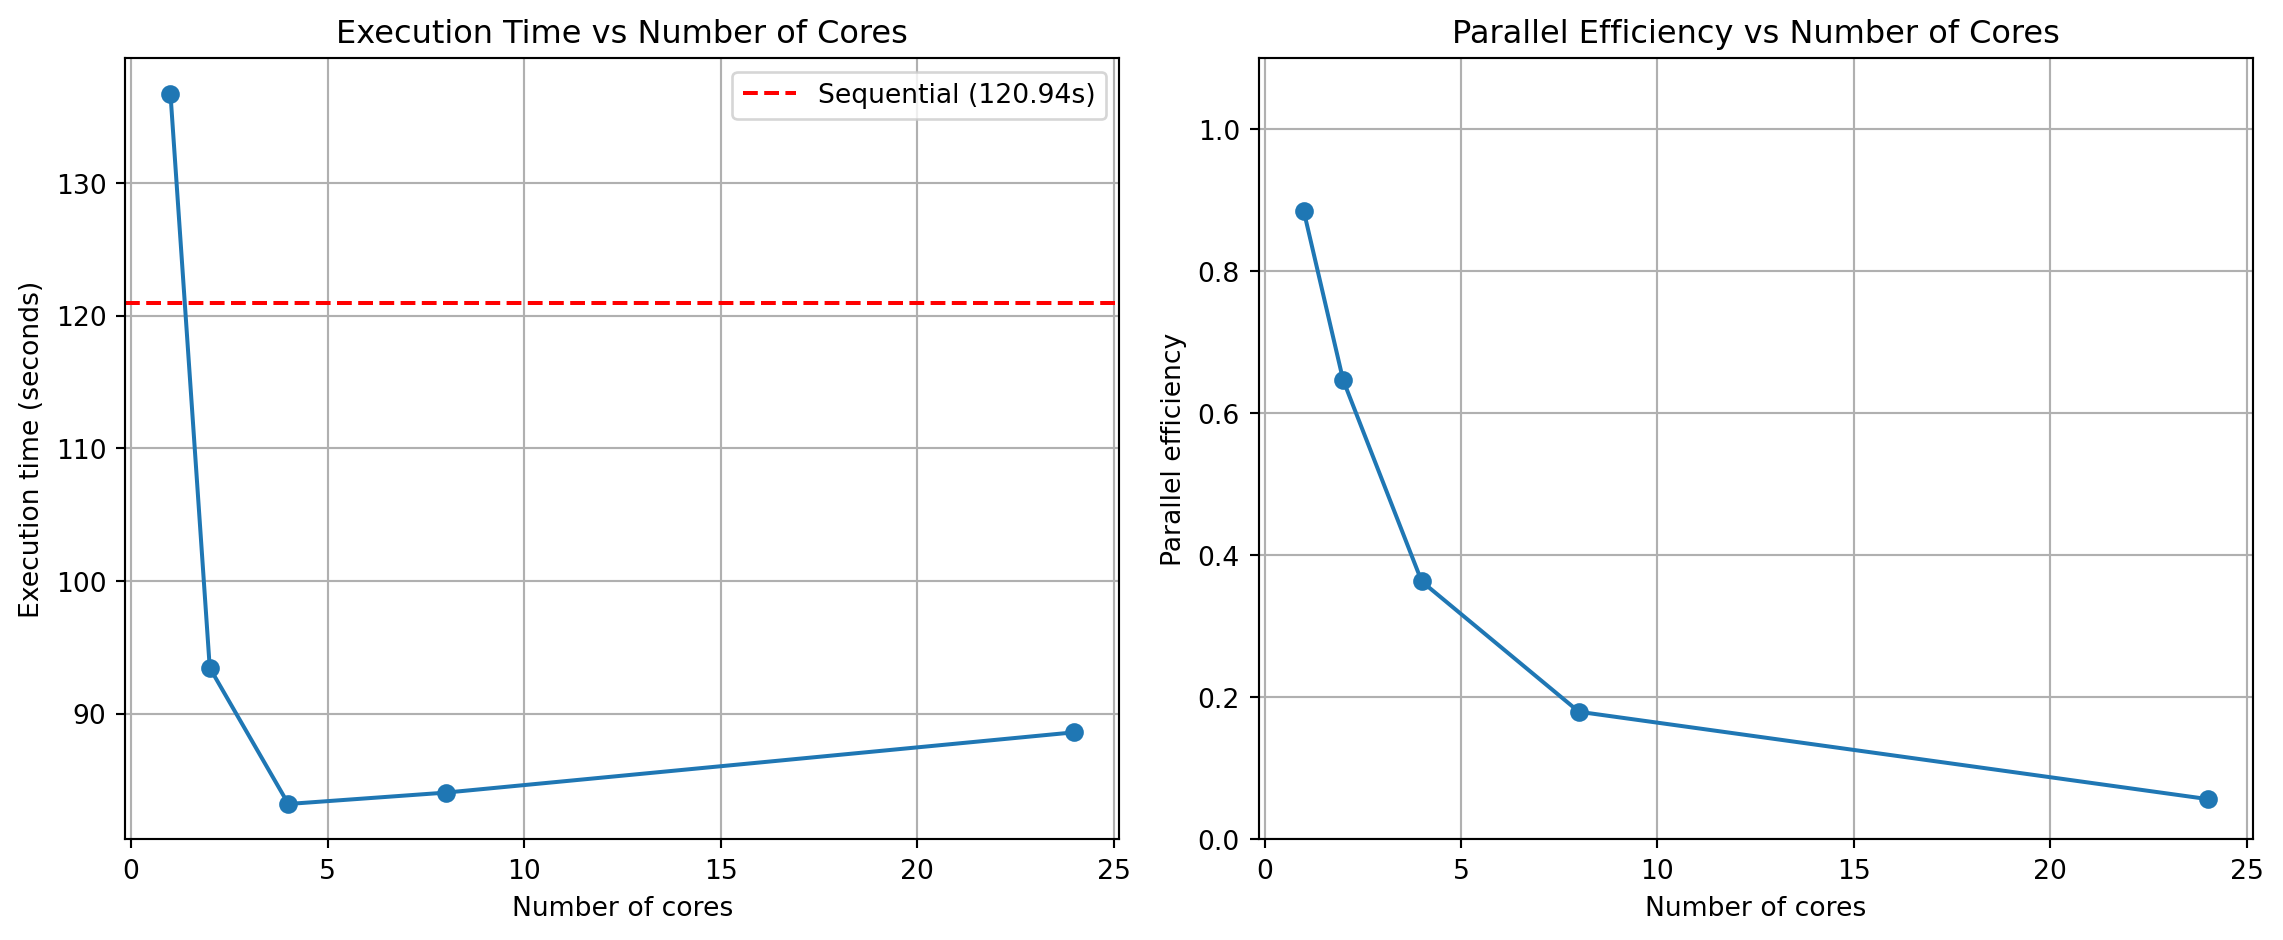 Execution Time vs Number of Cores
Sequential (120.94s)
130
120
110
100
90
Execution time (seconds)
0 5 10 15 20 25
Number of cores
Parallel Efficiency vs Number of Cores
1.0
0.8
0.6
0.4
0.2
0.0
Parallel efficiency
0 5 10 15 20 25
Number of cores